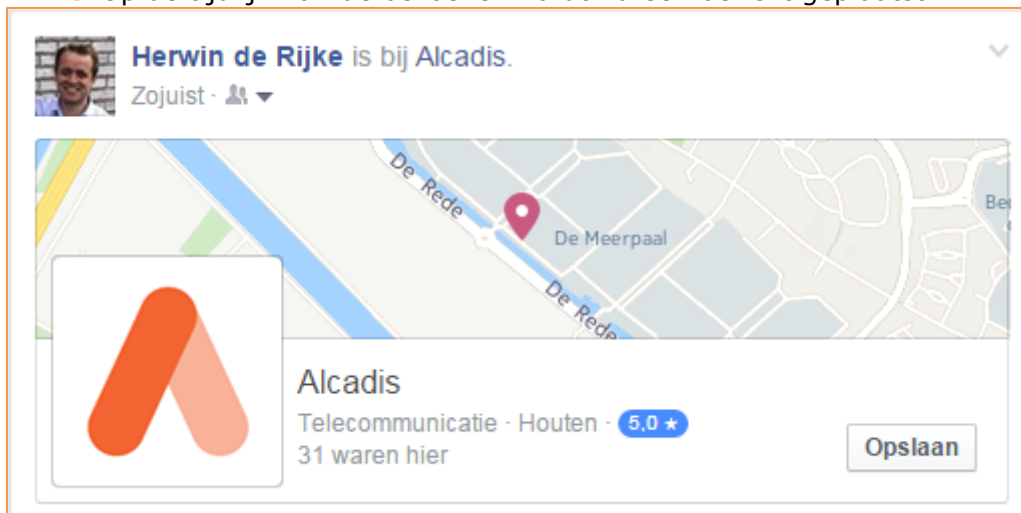 Herwin de Rijke is bij Alcadis.
Zojuist ·
De Rede
De Meerpaal
De Rede
Alcadis
Telecommunicatie · Houten · 5,0 ★
31 waren hier
Opslaan